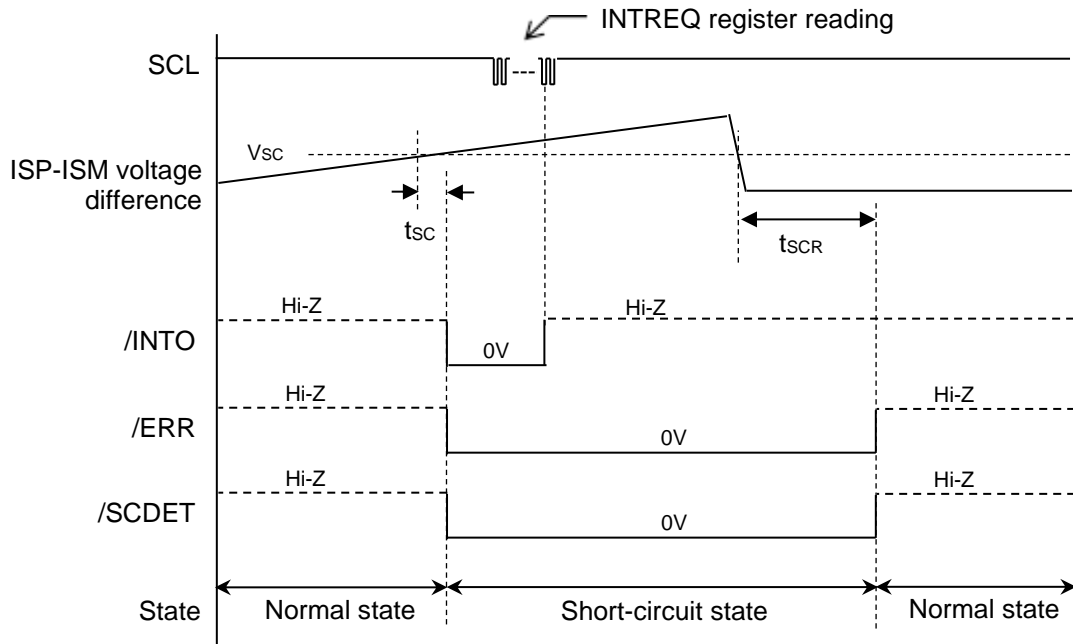 INTREQ register reading
SCL
VSC
ISP-ISM voltage
difference
tSC
tSCR
Hi-Z
Hi-Z
/INTO
0V
Hi-Z
Hi-Z
/ERR
0V
Hi-Z
Hi-Z
/SCDET
0V
State
Normal state
Short-circuit state
Normal state